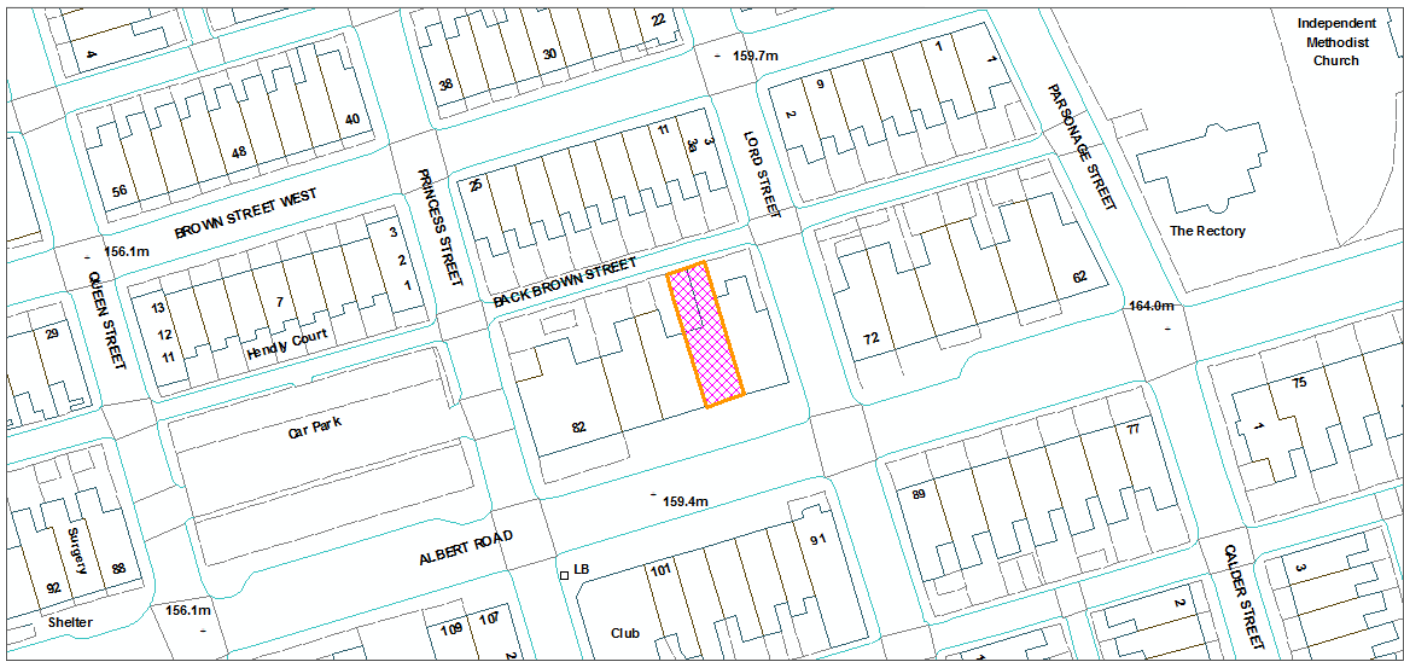 22
Independent
Methodist
Church
4
30
159.7m
38
1
1
9
2
PARSONAGE STREET
40
11
3a
3
LORD STREET
48
56
PRINCESS STREET
25
BROWN STREET WEST
The Rectory
3
156.1m
2
BACK BROWN STREET
62
QUEEN STREET
1
13
7
164.0m
12
29
Hendly Court
72
11
75
Car Park
82
77
1
89
159.4m
Surgery
ALBERT ROAD
91
101
LB
88
92
CALDER STREET
3
156.1m
2
Shelter
109
107
Club
2
1